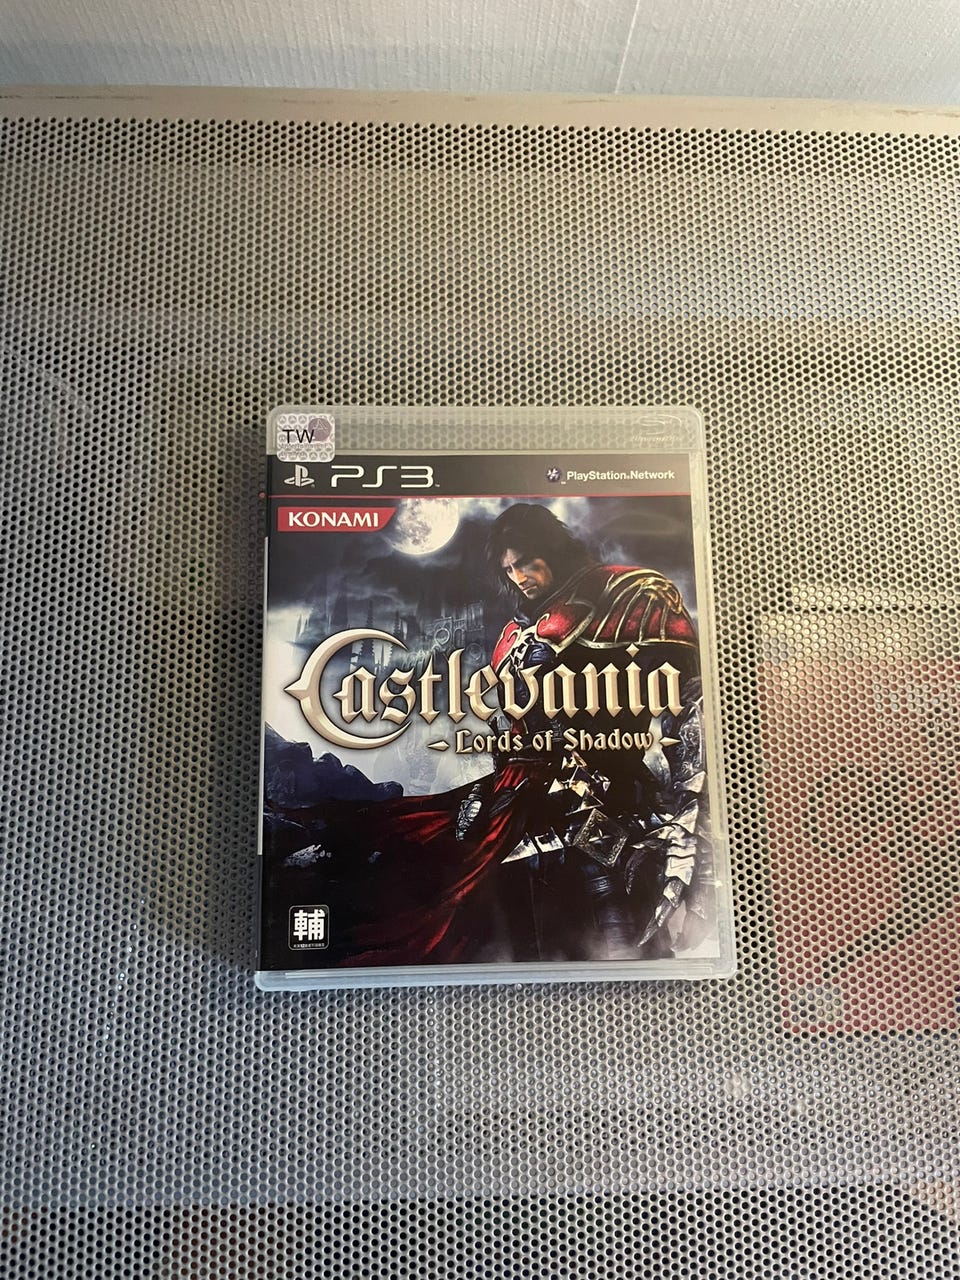 TW
PS3
PlayStation Network
KONAMI
Castlevania
Lords of Shadow
輔